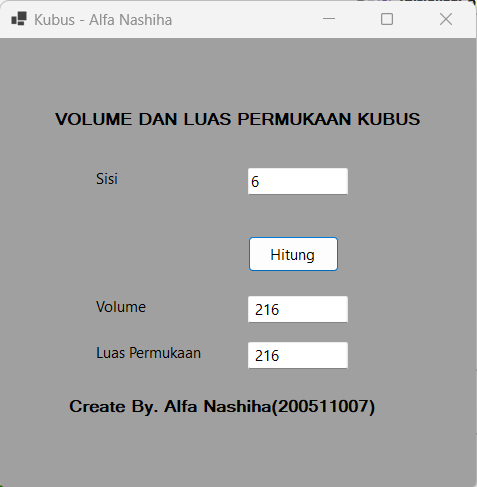 Kubus - Alfa Nashiha
VOLUME DAN LUAS PERMUKAAN KUBUS
Sisi 6
Hitung
Volume 216
Luas Permukaan 216
Create By. Alfa Nashiha(200511007)